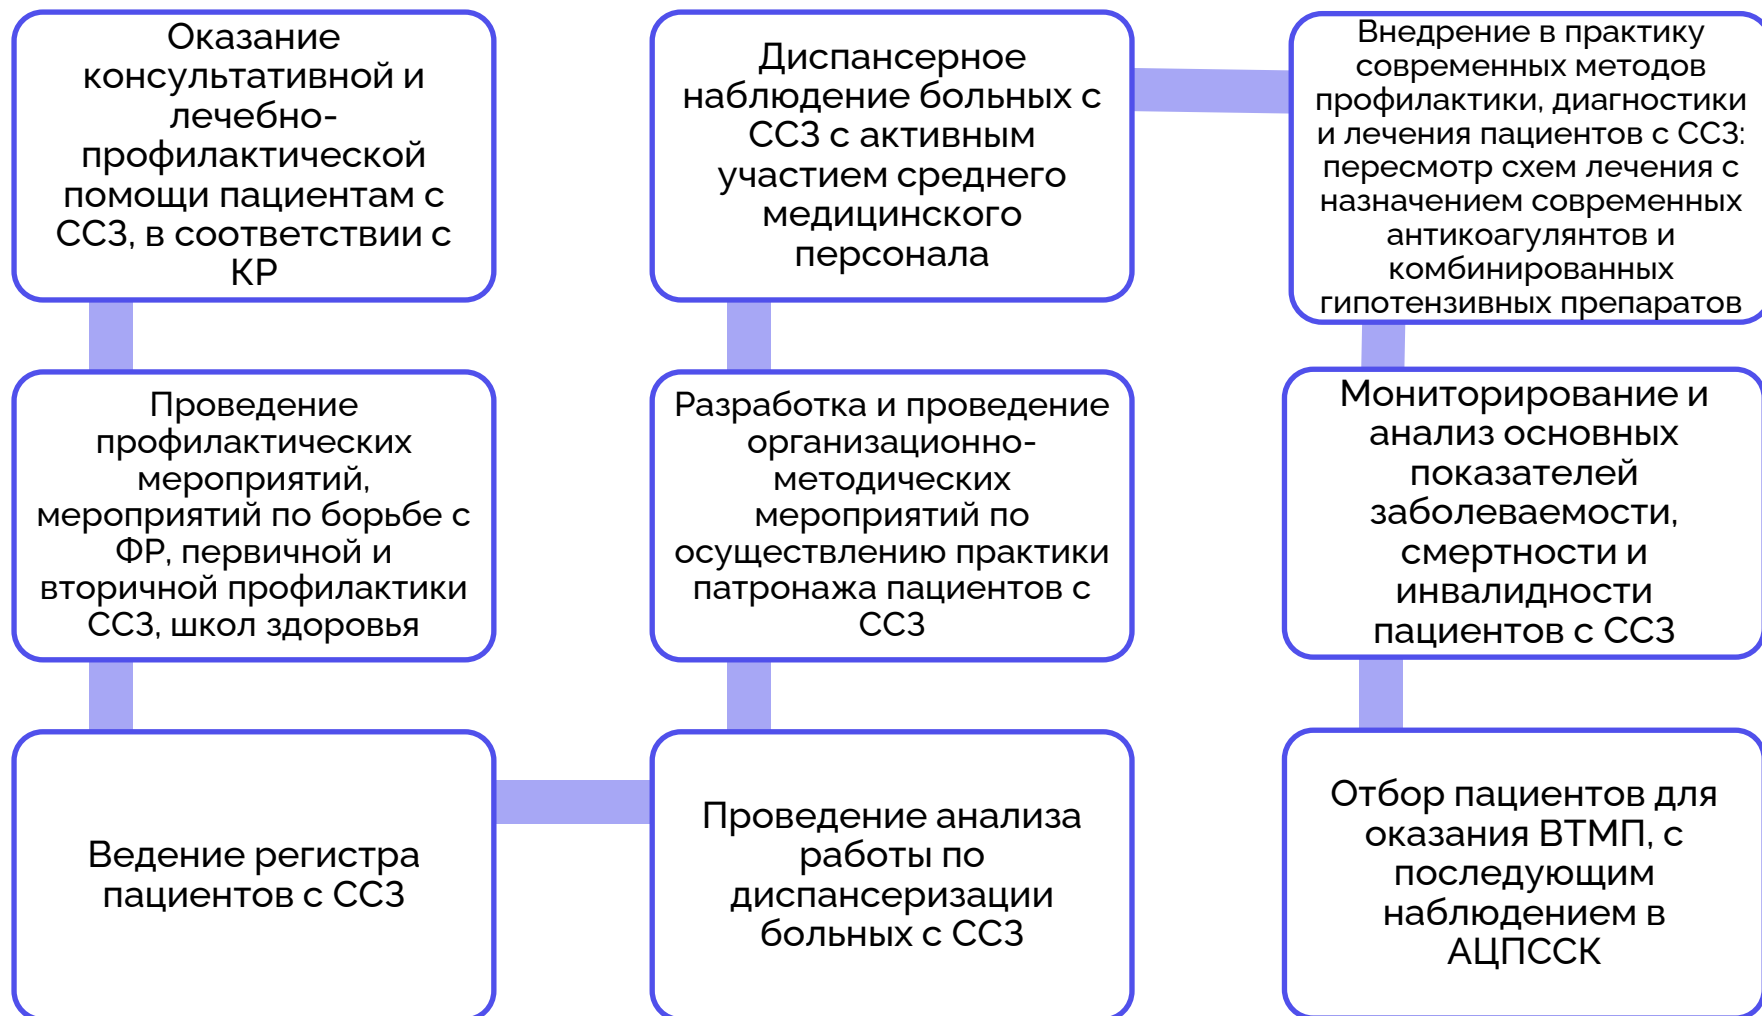 Оказание
консультативной и
лечебно-
профилактической
помощи пациентам с
ССЗ, в соответствии с
КР
Проведение
профилактических
мероприятий,
мероприятий по борьбе с
ФР, первичной и
вторичной профилактики
ССЗ, школ здоровья
Ведение регистра
пациентов с ССЗ
Проведение анализа
работы по
диспансеризации
больных с ССЗ
Разработка и проведение
организационно-
методических
мероприятий по
осуществлению практики
патронажа пациентов с
ССЗ
Диспансерное
наблюдение больных с
ССЗ с активным
участием среднего
медицинского
персонала
Внедрение в практику
современных методов
профилактики, диагностики
и лечения пациентов с ССЗ:
пересмотр схем лечения с
назначением современных
антикоагулянтов и
комбинированных
гипотензивных препаратов
Мониторирование и
анализ основных
показателей
заболеваемости,
смертности и
инвалидности
пациентов с ССЗ
Отбор пациентов для
оказания ВТМП, с
последующим
наблюдением в
АЦПССК